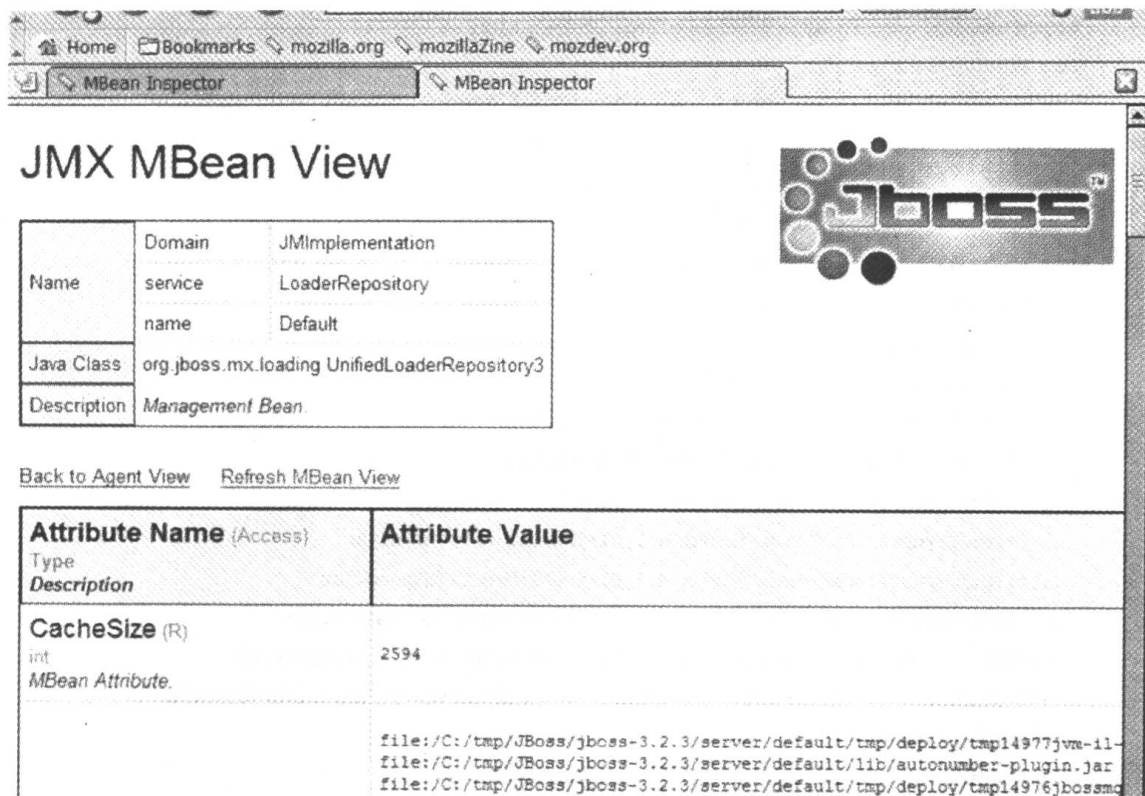 Home Bookmarks mozilla.org mozillaZine mozdev.org
MBean Inspector MBean Inspector
JMX MBean View
Jboss TM
Name Domain JMImplementation
service LoaderRepository
name Default
Java Class org.jboss.mx.loading UnifiedLoaderRepository3
Description Management Bean.
Back to Agent View Refresh MBean View
Attribute Name (Access) Attribute Value
Type
Description
CacheSize (R)
int 2594
MBean Attribute.
file:/C:/tmp/JBoss/jboss-3.2.3/server/default/tmp/deploy/tmp14977jvm-il-
file:/C:/tmp/JBoss/jboss-3.2.3/server/default/lib/autonumber-plugin.jar
file:/C:/tmp/JBoss/jboss-3.2.3/server/default/tmp/deploy/tmp14976jbossmq